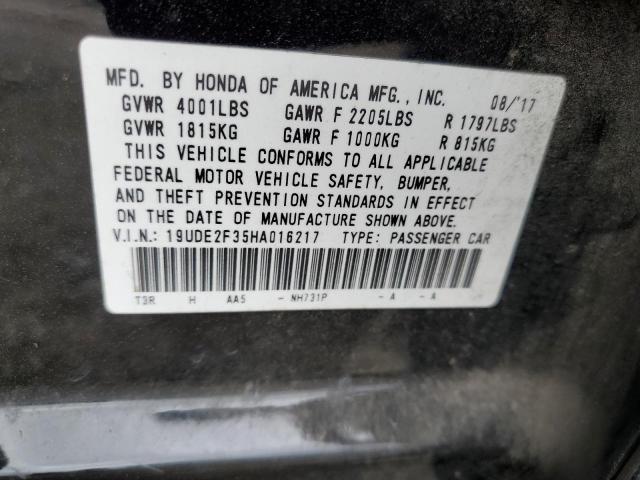 MFD. BY HONDA OF AMERICA MFG., INC. 08/'17
GVWR 4001LBS GAWR F 2205LBS R 1797LBS
GVWR 1815KG GAWR F 1000KG R 815KG
THIS VEHICLE CONFORMS TO ALL APPLICABLE
FEDERAL MOTOR VEHICLE SAFETY, BUMPER,
AND THEFT PREVENTION STANDARDS IN EFFECT
ON THE DATE OF MANUFACTURE SHOWN ABOVE.
V.I.N.: 19UDE2F35HA016217 TYPE: PASSENGER CAR
T3R H AA5 - NH731P - A - A